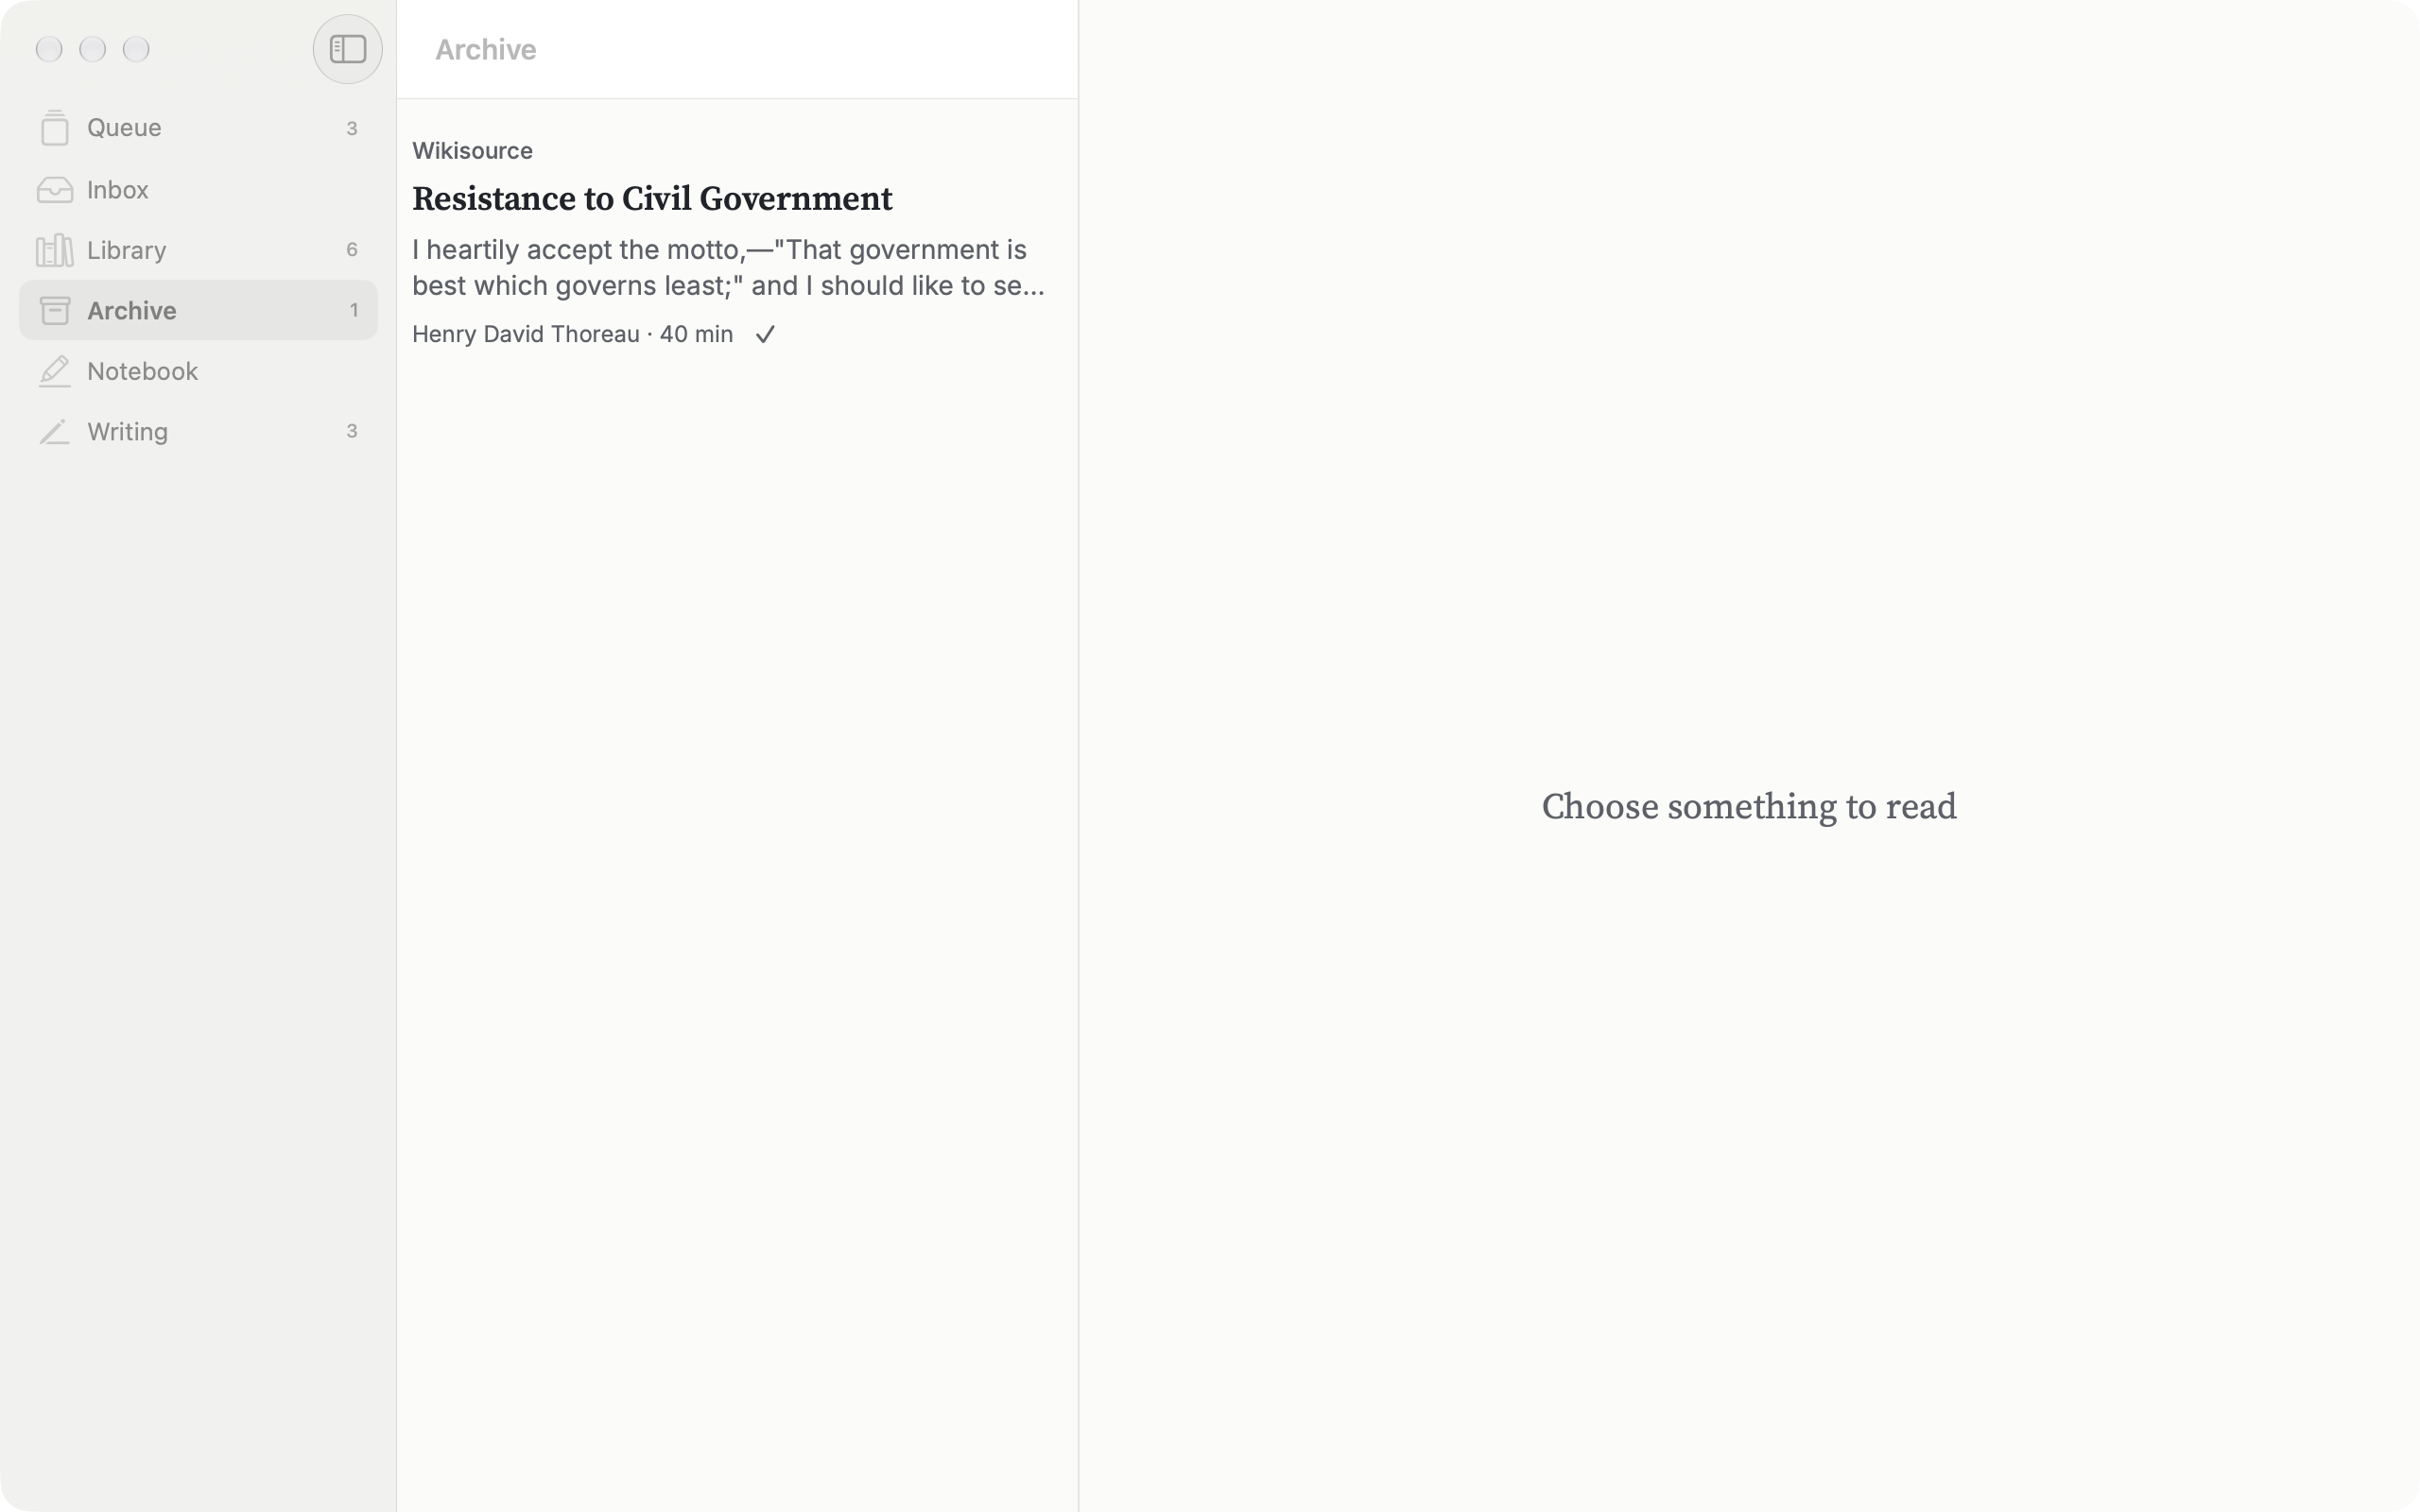 Queue 3
Inbox
Library 6
Archive 1
Notebook
Writing 3
Archive
Wikisource
Resistance to Civil Government
I heartily accept the motto,—"That government is
best which governs least;" and I should like to se...
Henry David Thoreau · 40 min ✓
Choose something to read